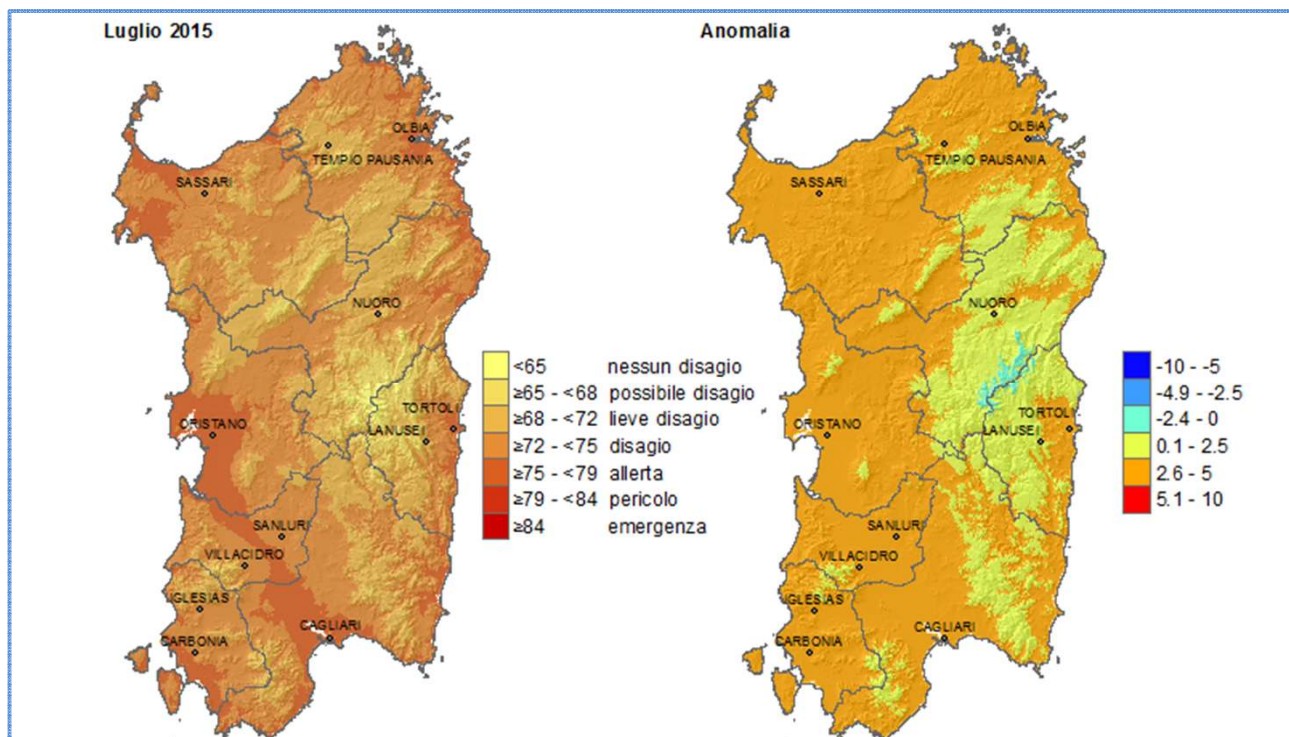 Luglio 2015
OLBIA
TEMPIO PAUSANIA
SASSARI
NUORO
TORTOLI
ORISTANO
LANUSEI
SANLURI
VILLACIDRO
IGLESIAS
CAGLIARI
CARBONIA
<65 nessun disagio
≥65 - <68 possibile disagio
≥68 - <72 lieve disagio
≥72 - <75 disagio
≥75 - <79 allerta
≥79 - <84 pericolo
≥84 emergenza
Anomalia
OLBIA
TEMPIO PAUSANIA
SASSARI
NUORO
TORTOLI
ORISTANO
LANUSEI
SANLURI
VILLACIDRO
IGLESIAS
CAGLIARI
CARBONIA
-10 - -5
-4.9 - -2.5
-2.4 - 0
0.1 - 2.5
2.6 - 5
5.1 - 10